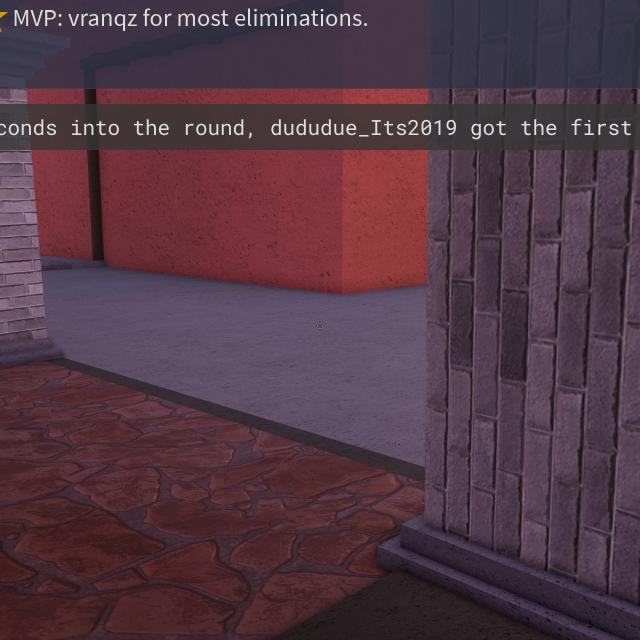 MVP: vranqz for most eliminations.
conds into the round, dududue_Its2019 got the first